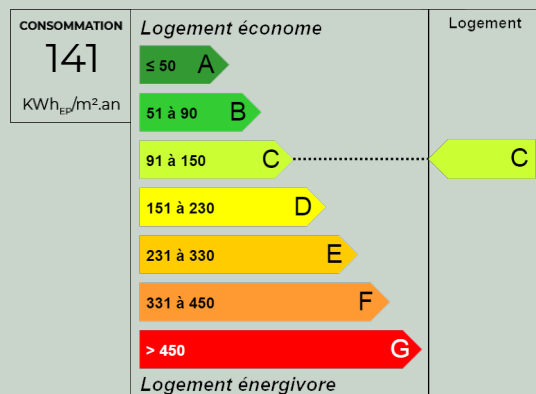 CONSOMMATION
141
KWhEP/m².an
Logement économe
Logement
≤ 50 A
51 à 90 B
91 à 150 C
C
151 à 230 D
231 à 330 E
331 à 450 F
> 450 G
Logement énergivore